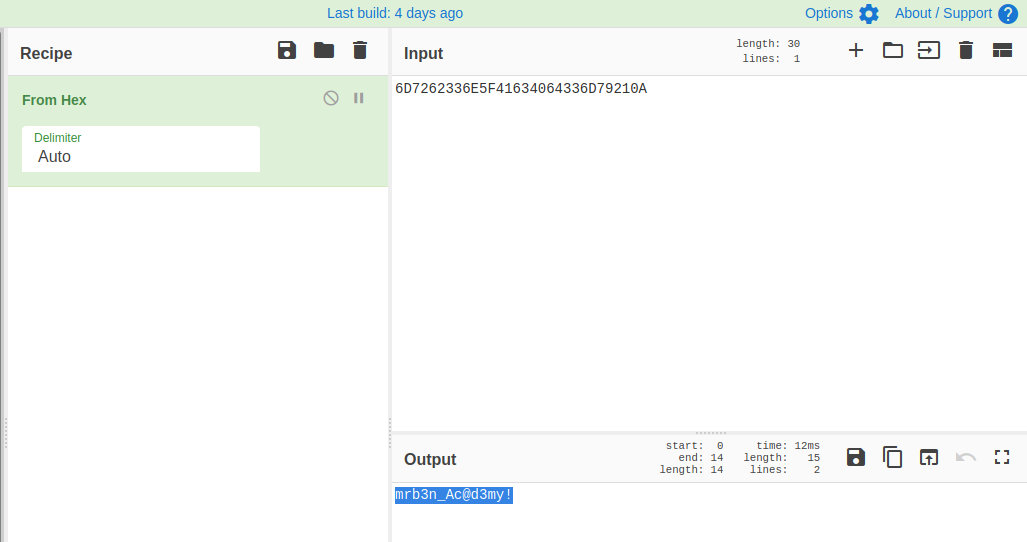 Last build: 4 days ago
Options
About / Support
Recipe
From Hex
Delimiter
Auto
Input
length: 30
lines: 1
6D7262336E5F41634064336D79210A
Output
start: 0
end: 14
length: 14
time: 12ms
length: 15
lines: 2
mrb3n_Ac@d3my!